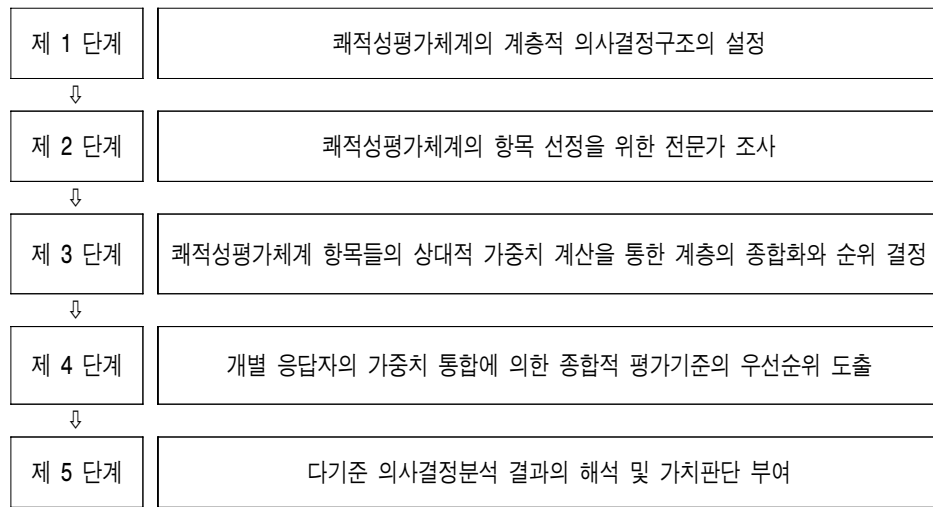 제 1 단계 쾌적성평가체계의 계층적 의사결정구조의 설정
⇩
제 2 단계 쾌적성평가체계의 항목 선정을 위한 전문가 조사
⇩
제 3 단계 쾌적성평가체계 항목들의 상대적 가중치 계산을 통한 계층의 종합화와 순위 결정
⇩
제 4 단계 개별 응답자의 가중치 통합에 의한 종합적 평가기준의 우선순위 도출
⇩
제 5 단계 다기준 의사결정분석 결과의 해석 및 가치판단 부여